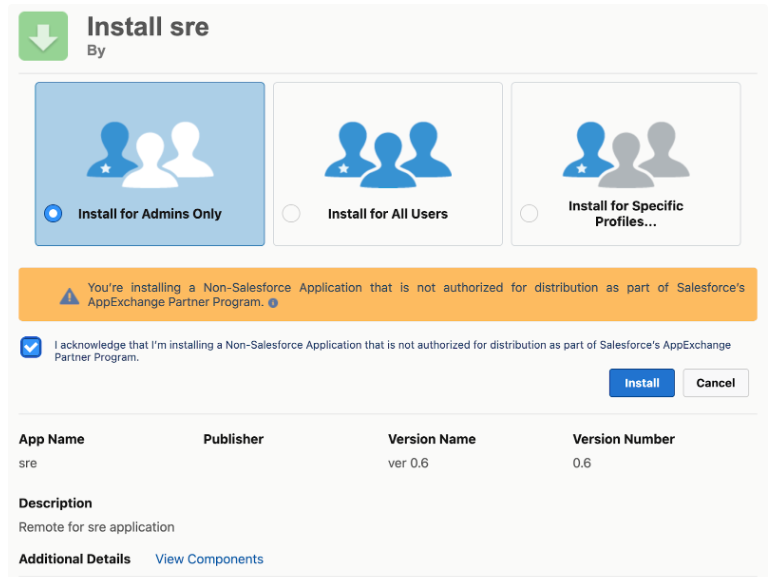 Install sre
By
Install for Admins Only
Install for All Users
Install for Specific
Profiles...
You're installing a Non-Salesforce Application that is not authorized for distribution as part of Salesforce's
AppExchange Partner Program.
I acknowledge that I'm installing a Non-Salesforce Application that is not authorized for distribution as part of Salesforce's AppExchange
Partner Program.
Install Cancel
App Name Publisher Version Name Version Number
sre ver 0.6 0.6
Description
Remote for sre application
Additional Details View Components